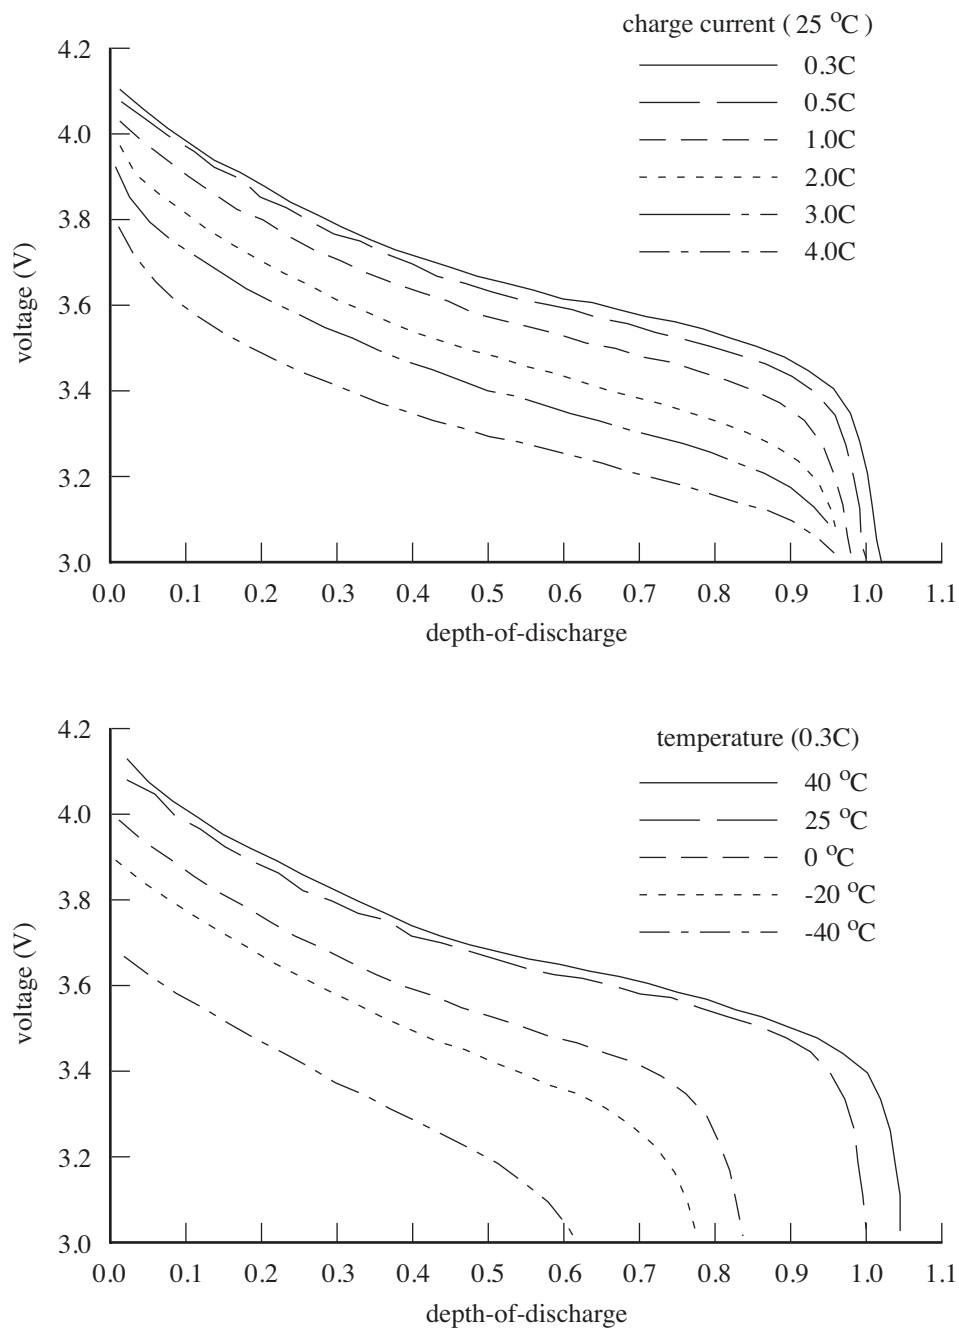 charge current ( 25 °C )
0.3C
0.5C
1.0C
2.0C
3.0C
4.0C
4.2
4.0
3.8
3.6
3.4
3.2
3.0
voltage (V)
0.0 0.1 0.2 0.3 0.4 0.5 0.6 0.7 0.8 0.9 1.0 1.1
depth-of-discharge
temperature (0.3C)
40 °C
25 °C
0 °C
-20 °C
-40 °C
4.2
4.0
3.8
3.6
3.4
3.2
3.0
voltage (V)
0.0 0.1 0.2 0.3 0.4 0.5 0.6 0.7 0.8 0.9 1.0 1.1
depth-of-discharge